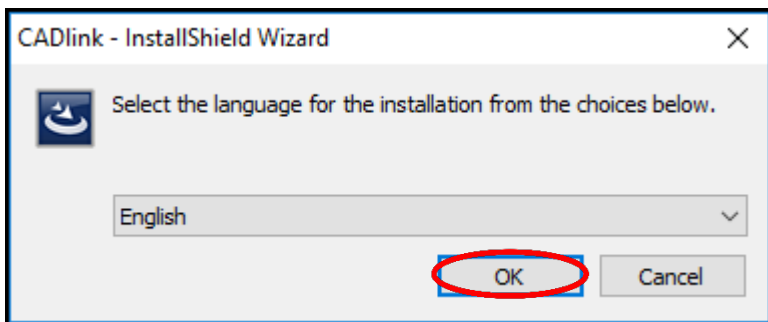 CADlink - InstallShield Wizard
Select the language for the installation from the choices below.
English
OK Cancel